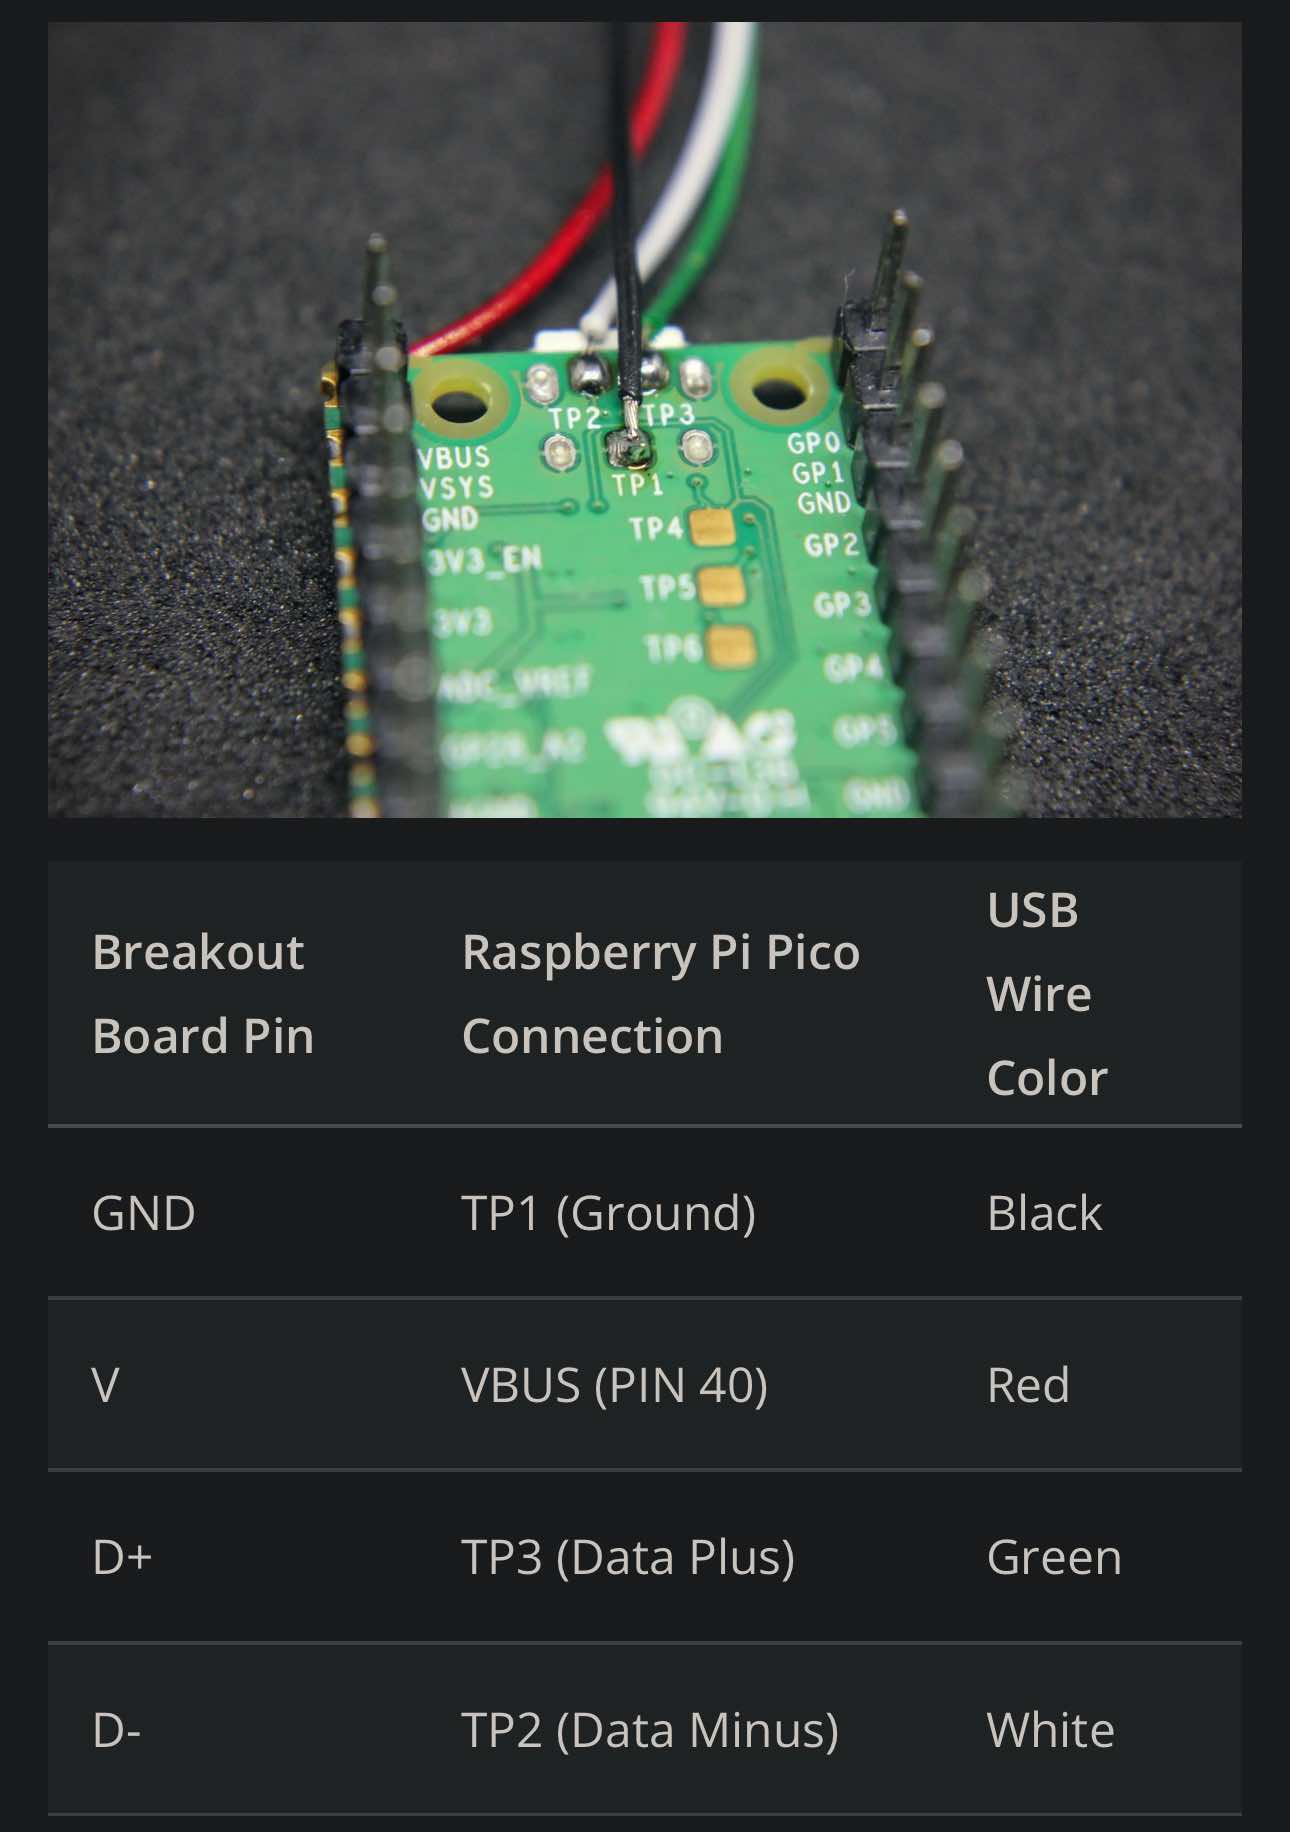 TP2 TP3
VBUS GP0
VSYS TP1 GP1
GND TP4 GND
3V3_EN GP2
TP5
3V3 GP3
TP6 GP4
ADC_VREF
GP5
GND
Breakout Board Pin
Raspberry Pi Pico Connection
USB Wire Color
GND TP1 (Ground) Black
V VBUS (PIN 40) Red
D+ TP3 (Data Plus) Green
D- TP2 (Data Minus) White